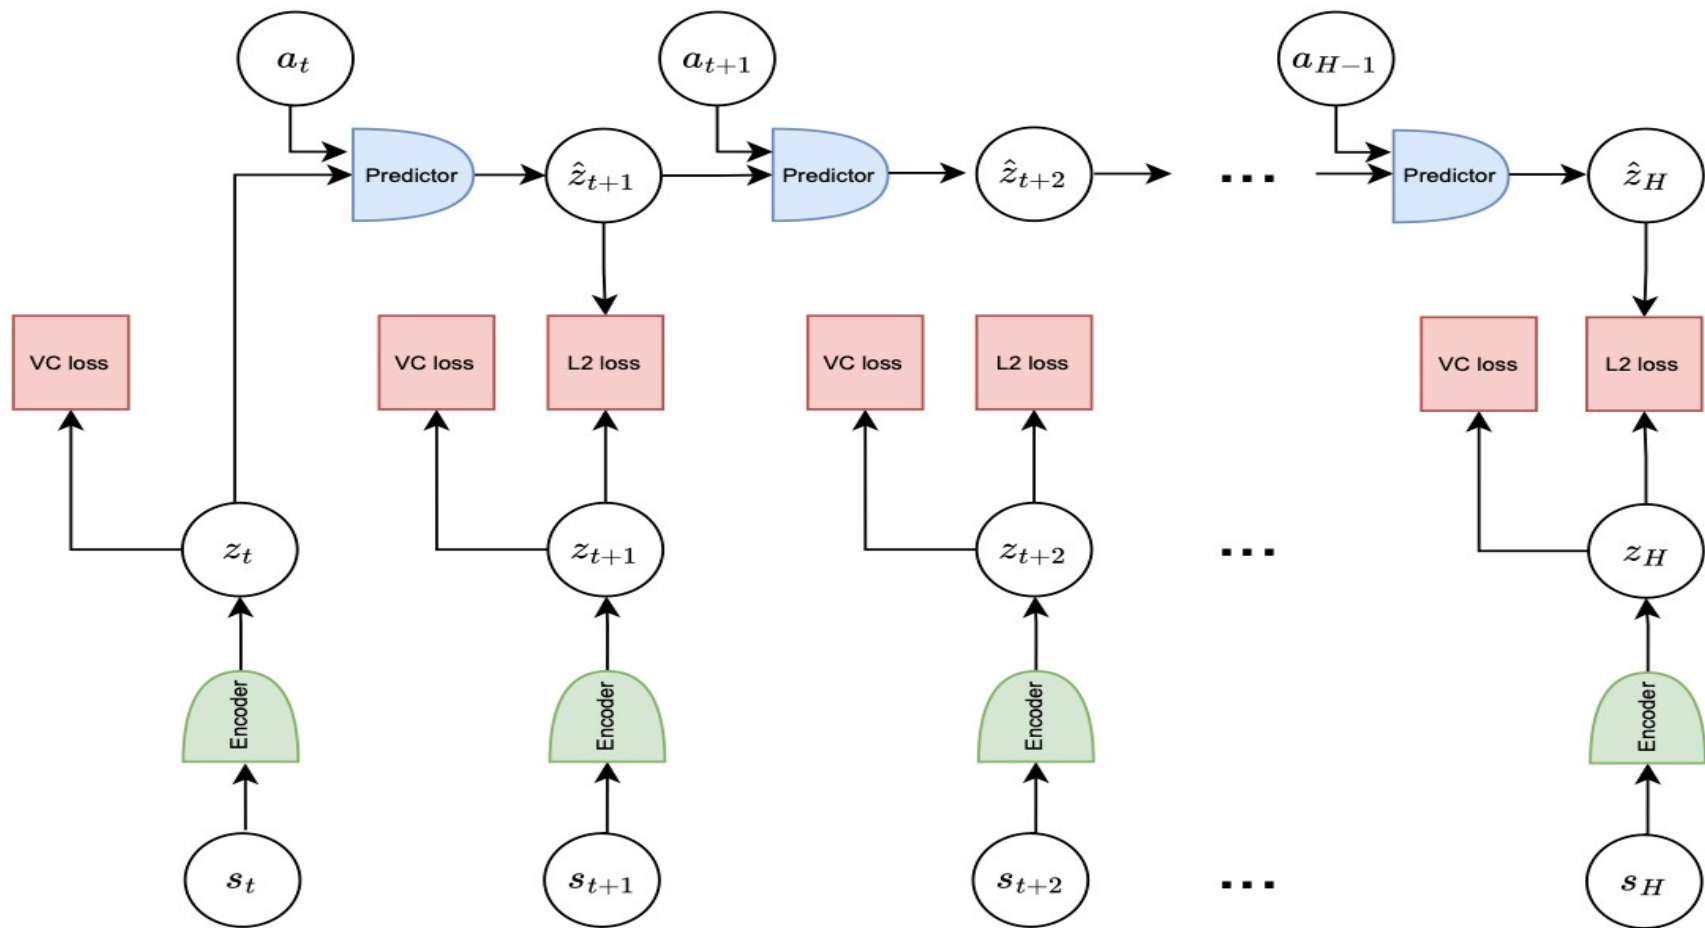 a_t a_{t+1} a_{H-1}
Predictor ẑ_{t+1} Predictor ẑ_{t+2} ... Predictor ẑ_H
VC loss VC loss L2 loss VC loss L2 loss VC loss L2 loss
z_t z_{t+1} z_{t+2} ... z_H
Encoder Encoder Encoder Encoder
s_t s_{t+1} s_{t+2} ... s_H